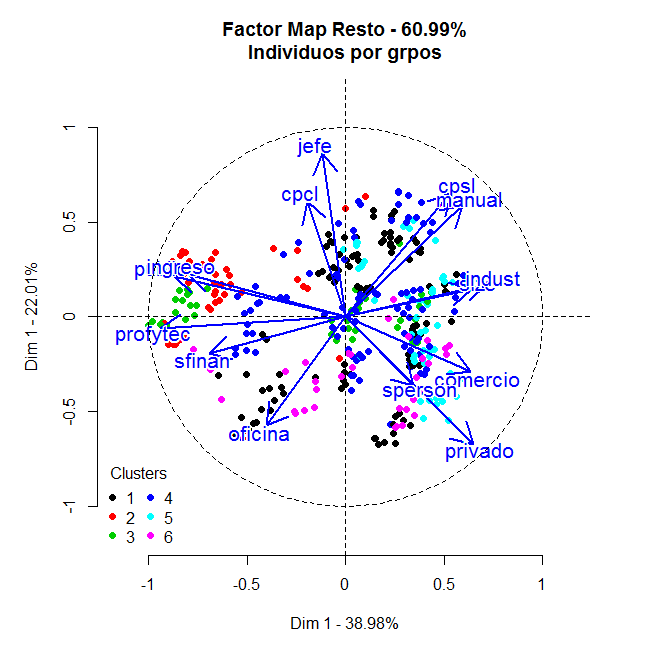 Factor Map Resto - 60.99%
Individuos por grpos
1
jefe
cpcl
cpsl
manual
0.5
ingreso
indust
0
profytec
sfinan
comercio
sperson
-0.5
oficina
privado
-1
Dim 1 - 22.01%
Clusters
1 4
2 5
3 6
-1 -0.5 0 0.5 1
Dim 1 - 38.98%